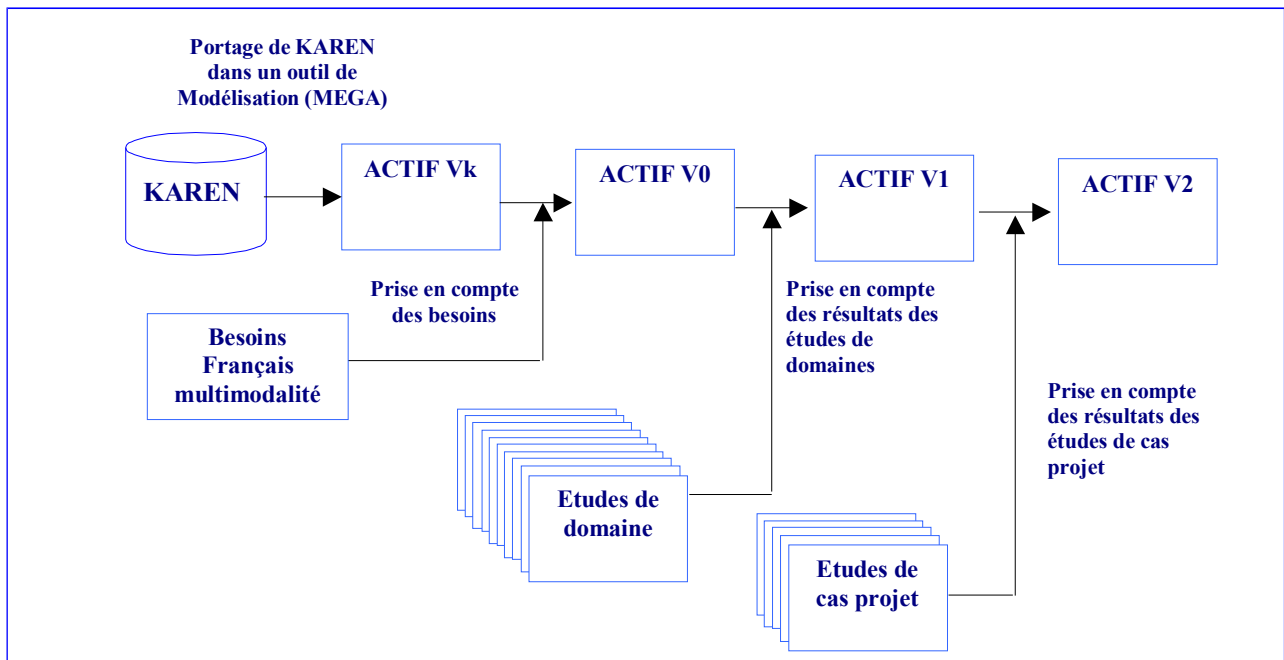 Portage de KAREN
dans un outil de
Modélisation (MEGA)
KAREN
ACTIF Vk
ACTIF V0
ACTIF V1
ACTIF V2
Prise en compte
des besoins
Besoins
Français
multimodalité
Prise en compte
des résultats des
études de
domaines
Etudes de
domaine
Prise en compte
des résultats des
études de cas
projet
Etudes de
cas projet